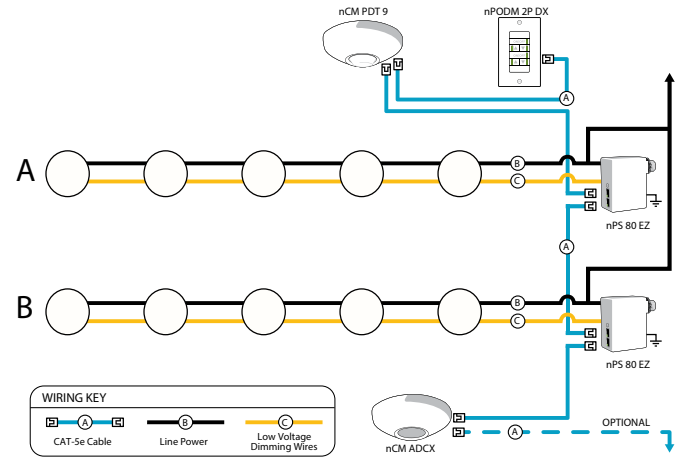 nCM PDT 9
nPODM 2P DX
A
A
B
C
nPS 80 EZ
A
B
B
C
nPS 80 EZ
WIRING KEY
A
B
C
CAT-5e Cable
Line Power
Low Voltage
Dimming Wires
nCM ADCX
A
OPTIONAL